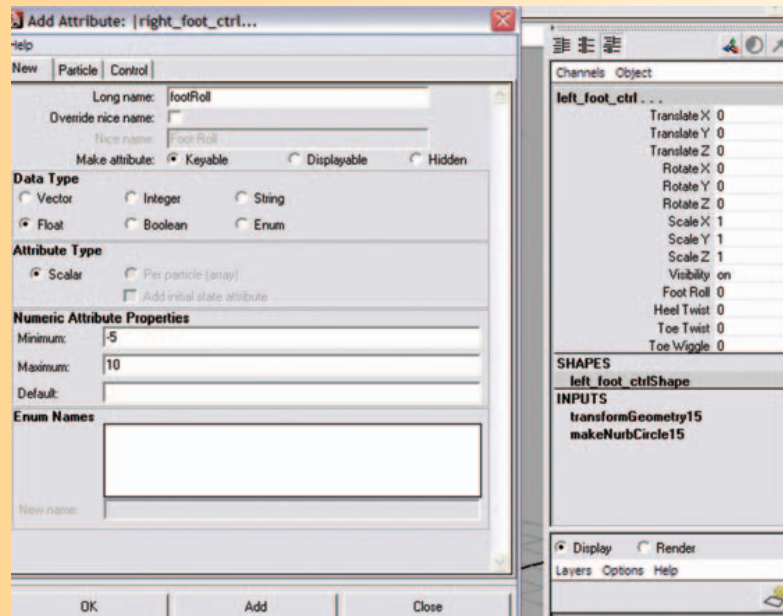 Add Attribute: |right_foot_ctrl...
Help
New Particle Control
Long name: footRoll
Override nice name:
Nice name: Foot Roll
Make attribute: Keyable Displayable Hidden
Data Type
Vector Integer String
Float Boolean Enum
Attribute Type
Scalar Per particle (array)
Add initial state attribute
Numeric Attribute Properties
Minimum: -5
Maximum: 10
Default:
Enum Names
New name:
OK Add Close
Channels Object
left_foot_ctrl . . .
Translate X 0
Translate Y 0
Translate Z 0
Rotate X 0
Rotate Y 0
Rotate Z 0
Scale X 1
Scale Y 1
Scale Z 1
Visibility on
Foot Roll 0
Heel Twist 0
Toe Twist 0
Toe Wiggle 0
SHAPES
left_foot_ctrlShape
INPUTS
transformGeometry15
makeNurbCircle15
Display Render
Layers Options Help